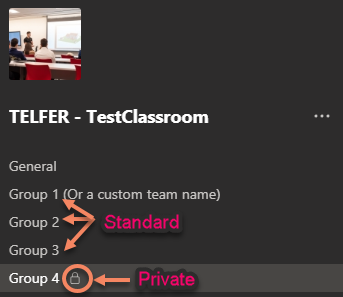 TELFER - TestClassroom
General
Group 1 (Or a custom team name)
Group 2
Standard
Group 3
Group 4
Private